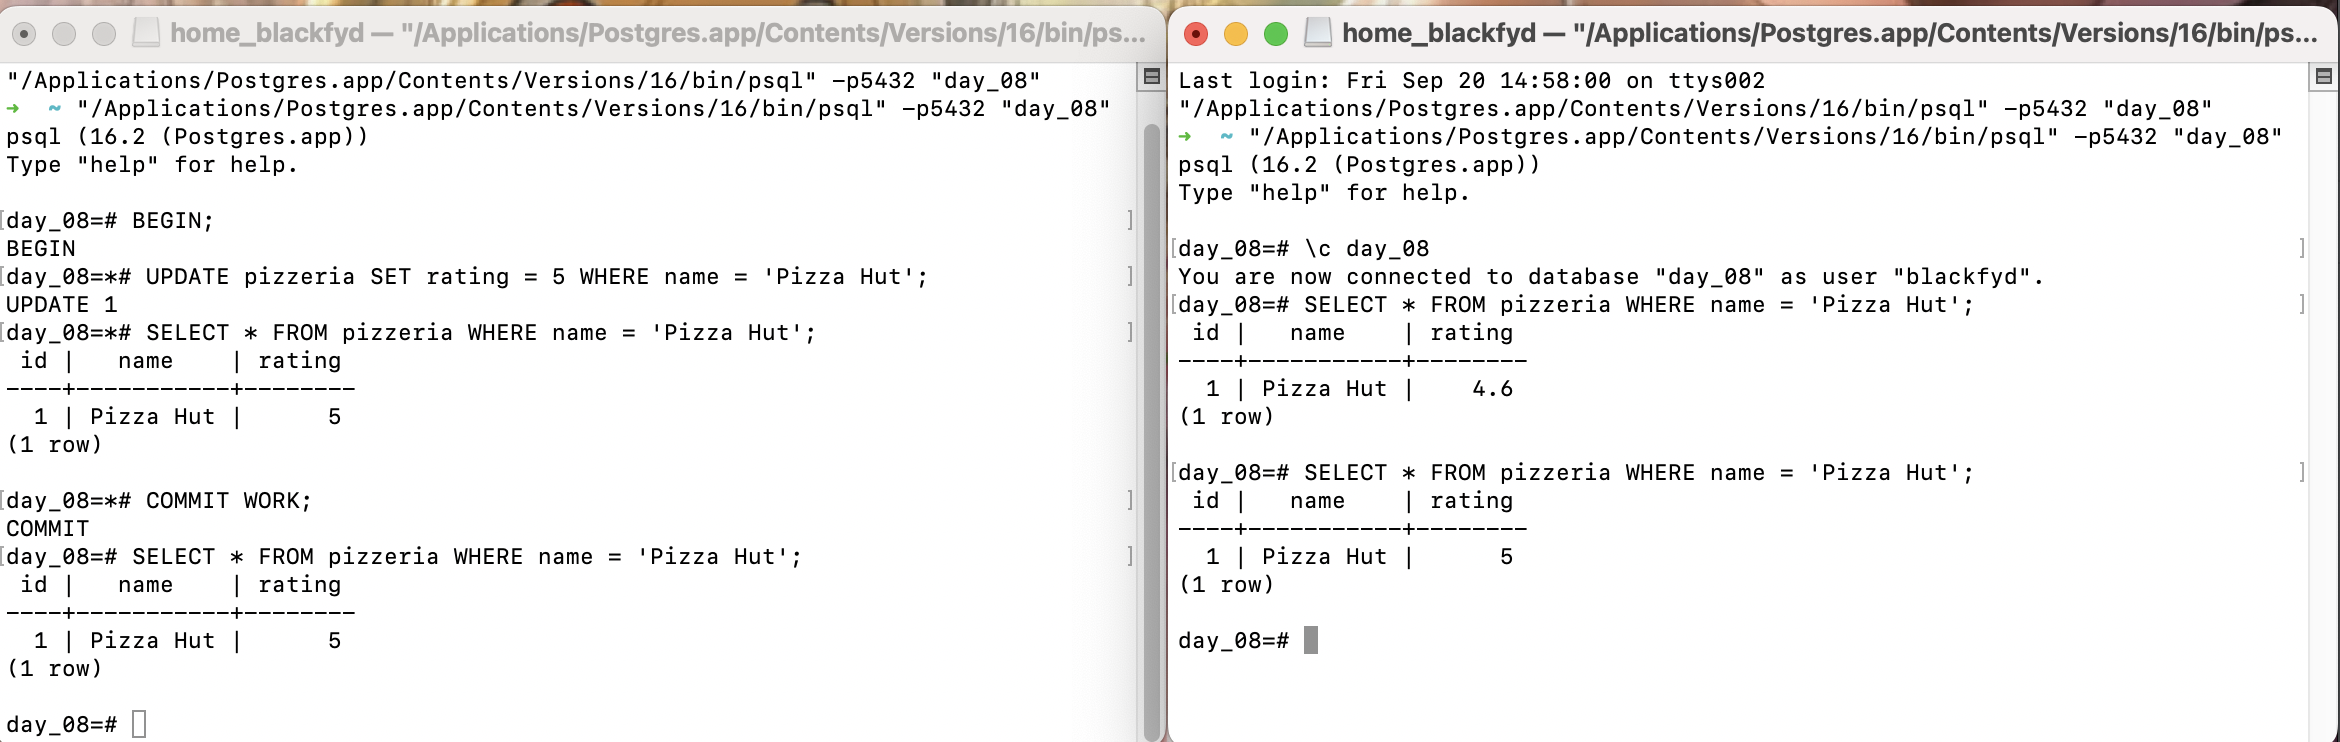 home_blackfyd — "/Applications/Postgres.app/Contents/Versions/16/bin/ps...
"/Applications/Postgres.app/Contents/Versions/16/bin/psql" -p5432 "day_08"
➜  ~ "/Applications/Postgres.app/Contents/Versions/16/bin/psql" -p5432 "day_08"
psql (16.2 (Postgres.app))
Type "help" for help.
[day_08=# BEGIN; ]
BEGIN
[day_08=*# UPDATE pizzeria SET rating = 5 WHERE name = 'Pizza Hut'; ]
UPDATE 1
[day_08=*# SELECT * FROM pizzeria WHERE name = 'Pizza Hut'; ]
 id |   name    | rating
----+-----------+--------
  1 | Pizza Hut |      5
(1 row)
[day_08=*# COMMIT WORK; ]
COMMIT
[day_08=# SELECT * FROM pizzeria WHERE name = 'Pizza Hut'; ]
 id |   name    | rating
----+-----------+--------
  1 | Pizza Hut |      5
(1 row)
day_08=#
home_blackfyd — "/Applications/Postgres.app/Contents/Versions/16/bin/ps...
Last login: Fri Sep 20 14:58:00 on ttys002
"/Applications/Postgres.app/Contents/Versions/16/bin/psql" -p5432 "day_08"
➜  ~ "/Applications/Postgres.app/Contents/Versions/16/bin/psql" -p5432 "day_08"
psql (16.2 (Postgres.app))
Type "help" for help.
[day_08=# \c day_08 ]
You are now connected to database "day_08" as user "blackfyd".
[day_08=# SELECT * FROM pizzeria WHERE name = 'Pizza Hut'; ]
 id |   name    | rating
----+-----------+--------
  1 | Pizza Hut |    4.6
(1 row)
[day_08=# SELECT * FROM pizzeria WHERE name = 'Pizza Hut'; ]
 id |   name    | rating
----+-----------+--------
  1 | Pizza Hut |      5
(1 row)
day_08=#